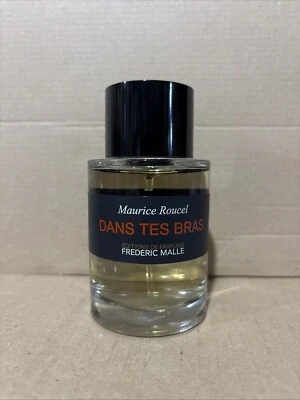 Maurice Roucel
DANS TES BRAS
EDITIONS DE PARFUMS
FREDERIC MALLE